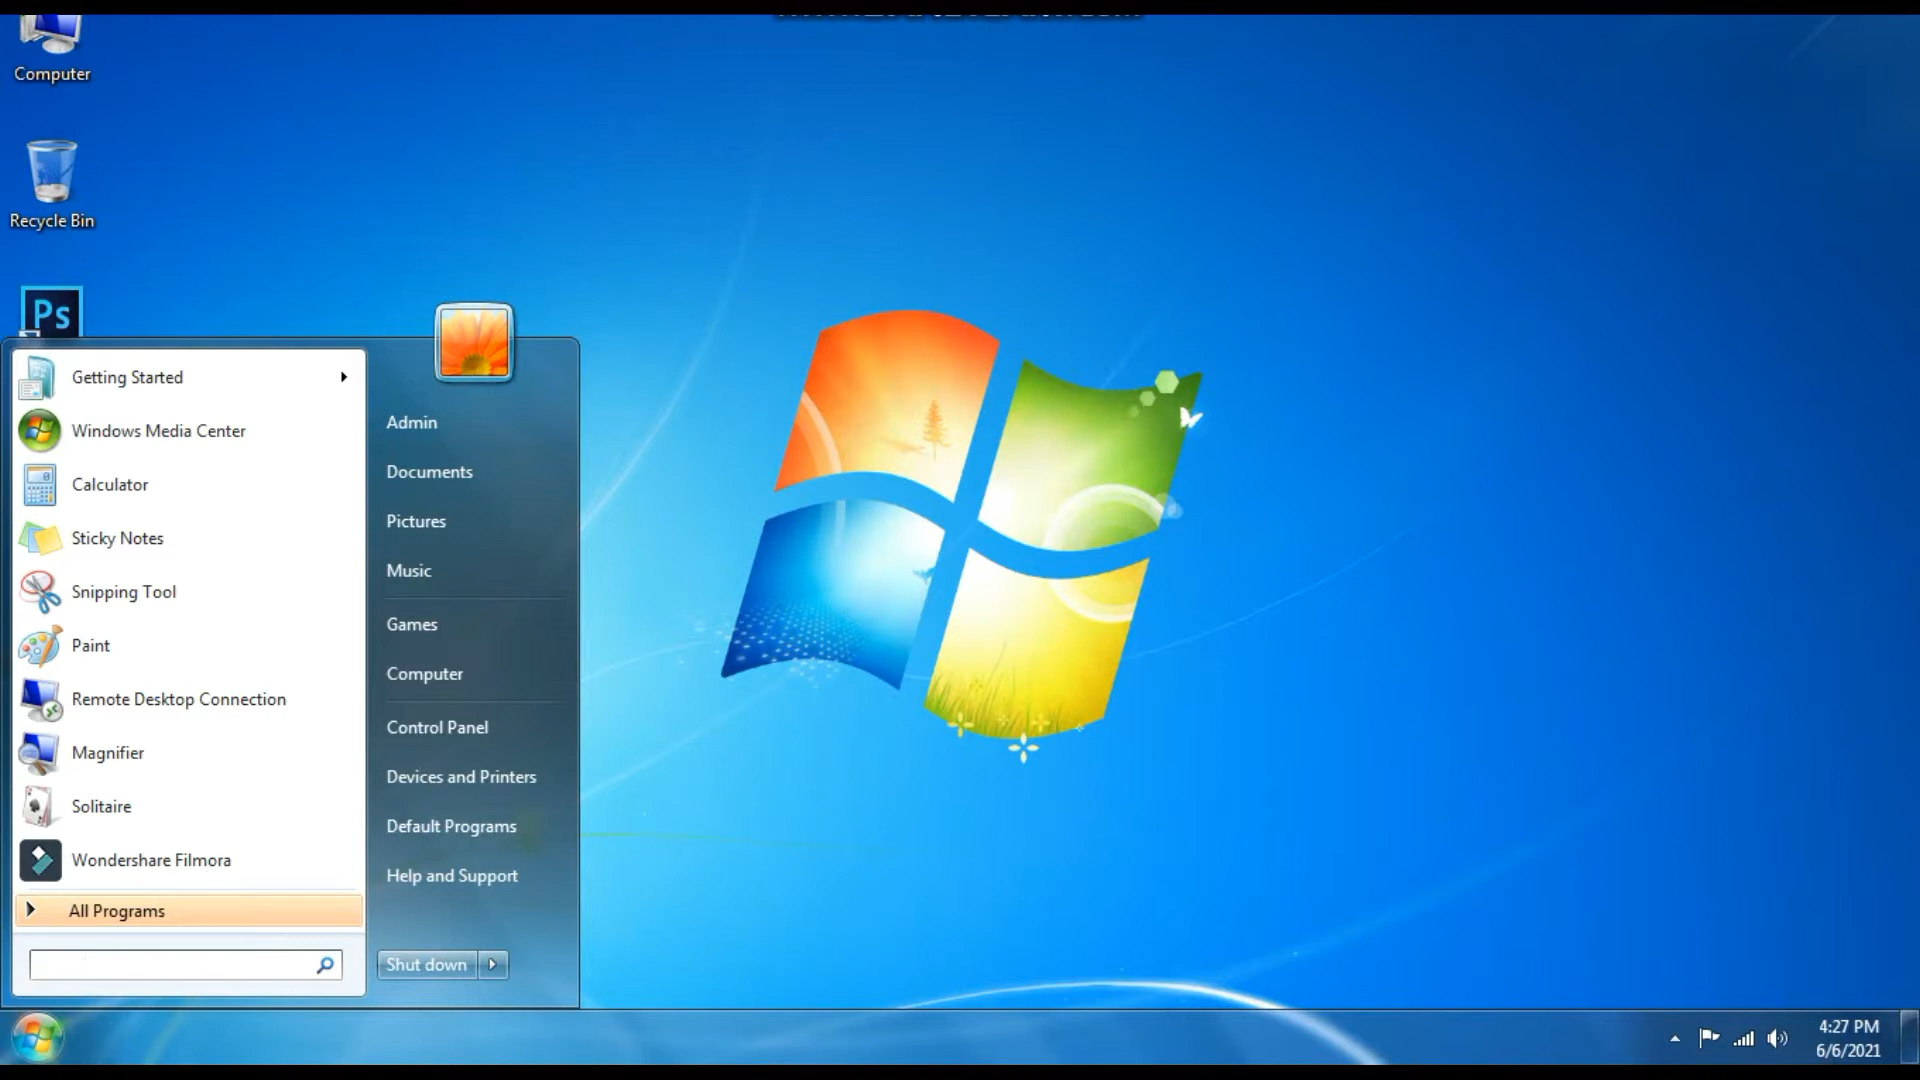 Computer
Recycle Bin
Ps
Getting Started
Windows Media Center
Calculator
Sticky Notes
Snipping Tool
Paint
Remote Desktop Connection
Magnifier
Solitaire
Wondershare Filmora
All Programs
Admin
Documents
Pictures
Music
Games
Computer
Control Panel
Devices and Printers
Default Programs
Help and Support
Shut down
4:27 PM
6/6/2021